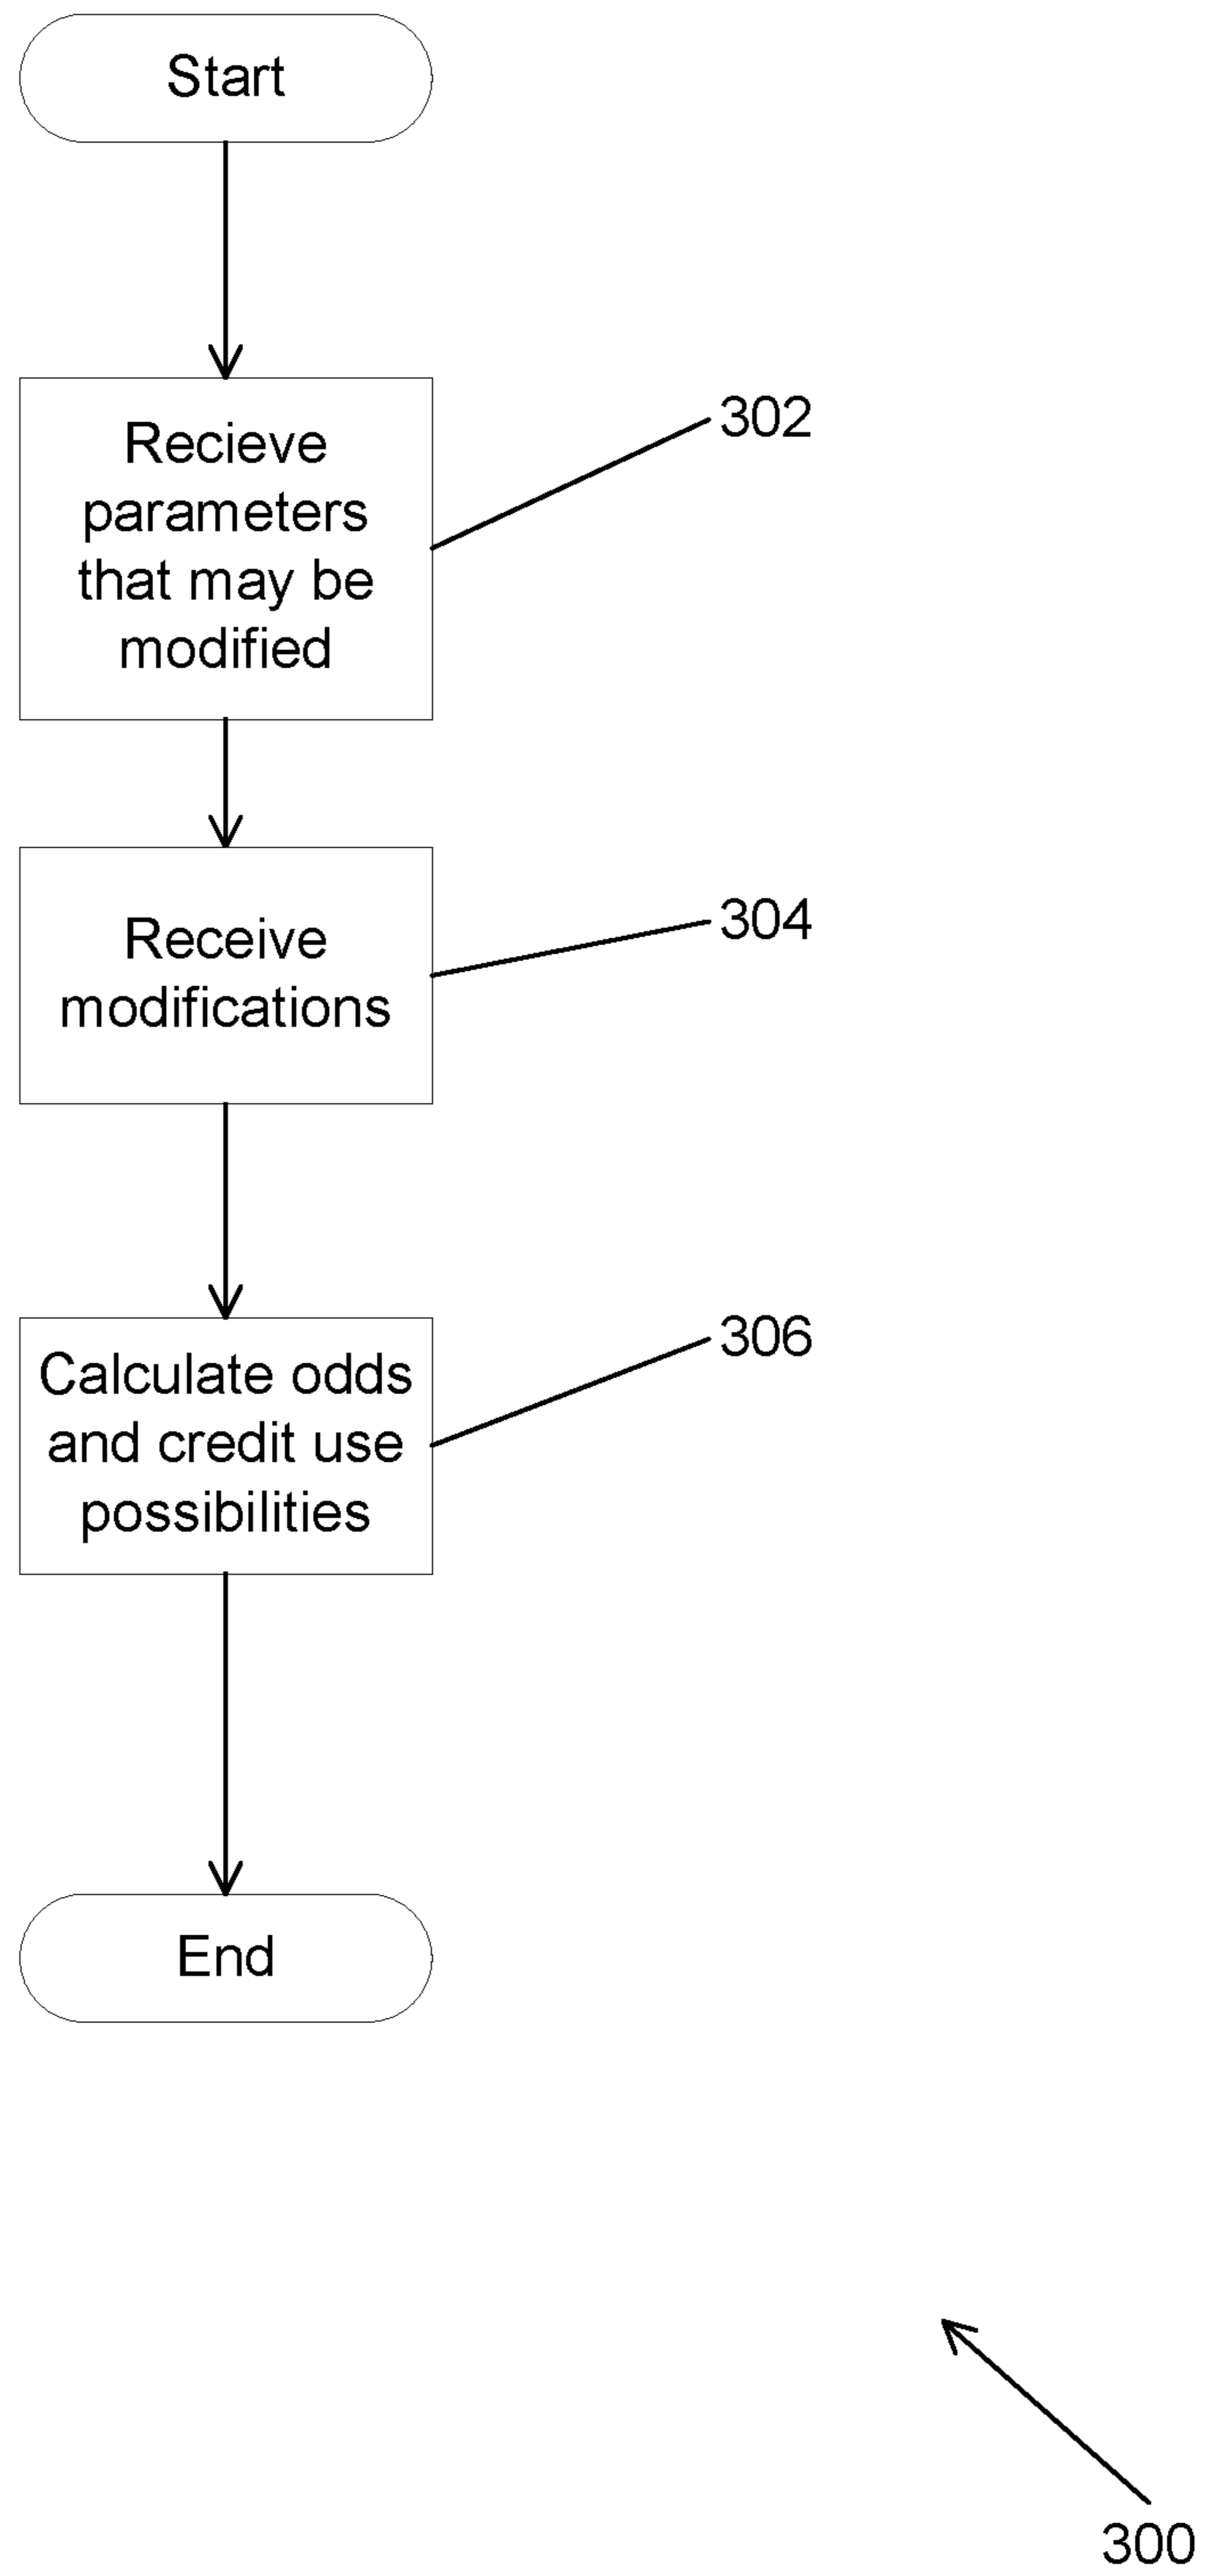 Start
Recieve
parameters
that may be
modified
302
Receive
modifications
304
Calculate odds
and credit use
possibilities
306
End
300